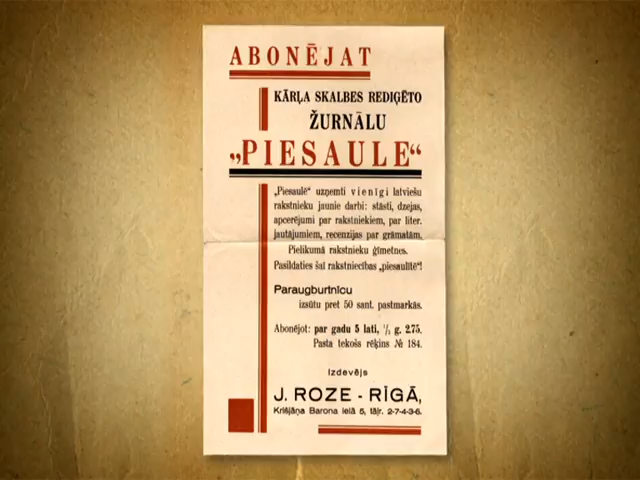 ABONĒJAT
KĀRĻA SKALBES REDIĢĒTO
ŽURNĀLU
„PIESAULE“
„Piesaulē“ uzņemti vienīgi latviešu
rakstnieku jaunie darbi: stāsti, dzejas,
apcerējumi par rakstniekiem, par liter.
jautājumiem, recenzijas par grāmatām.
Pielikumā rakstnieku ģīmetnes.
Pasildaties šai rakstniecības „piesaulītē“!
Paraugburtnīcu
izsūtu pret 50 sant. pastmarkās.
Abonējot: par gadu 5 lati, ½ g. 2.75.
Pasta tekošs rēķins № 184.
Izdevējs
J. ROZE - RĪGĀ,
Krišjāņa Barona ielā 5, tāļr. 2-7-4-3-6.